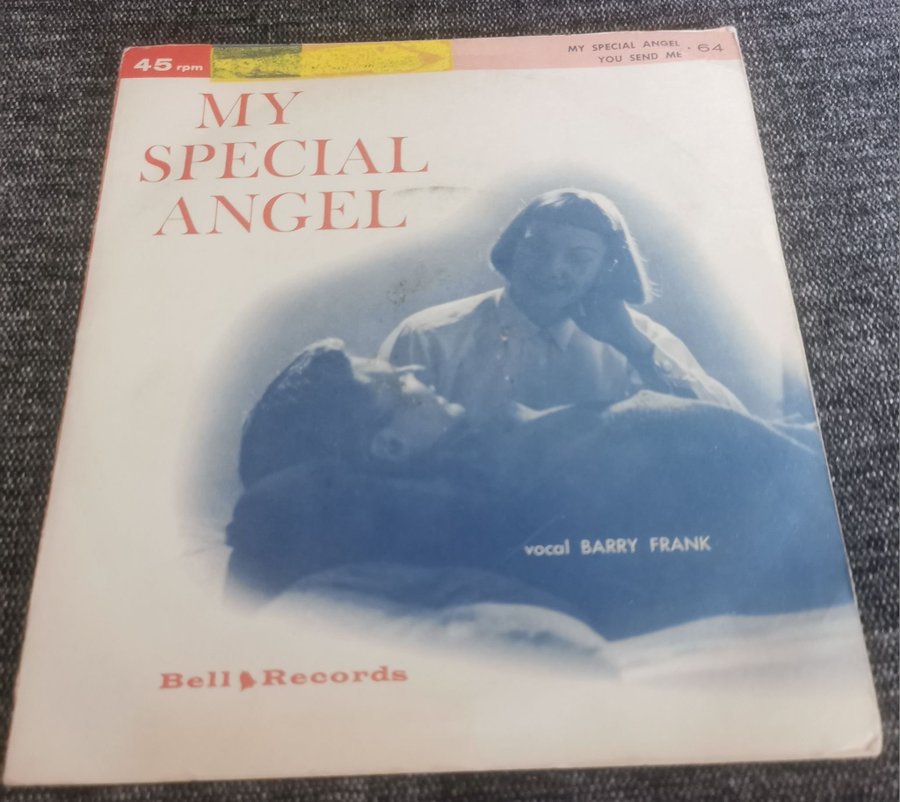 45 rpm
MY SPECIAL ANGEL • 64
YOU SEND ME
MY
SPECIAL
ANGEL
vocal BARRY FRANK
Bell Records